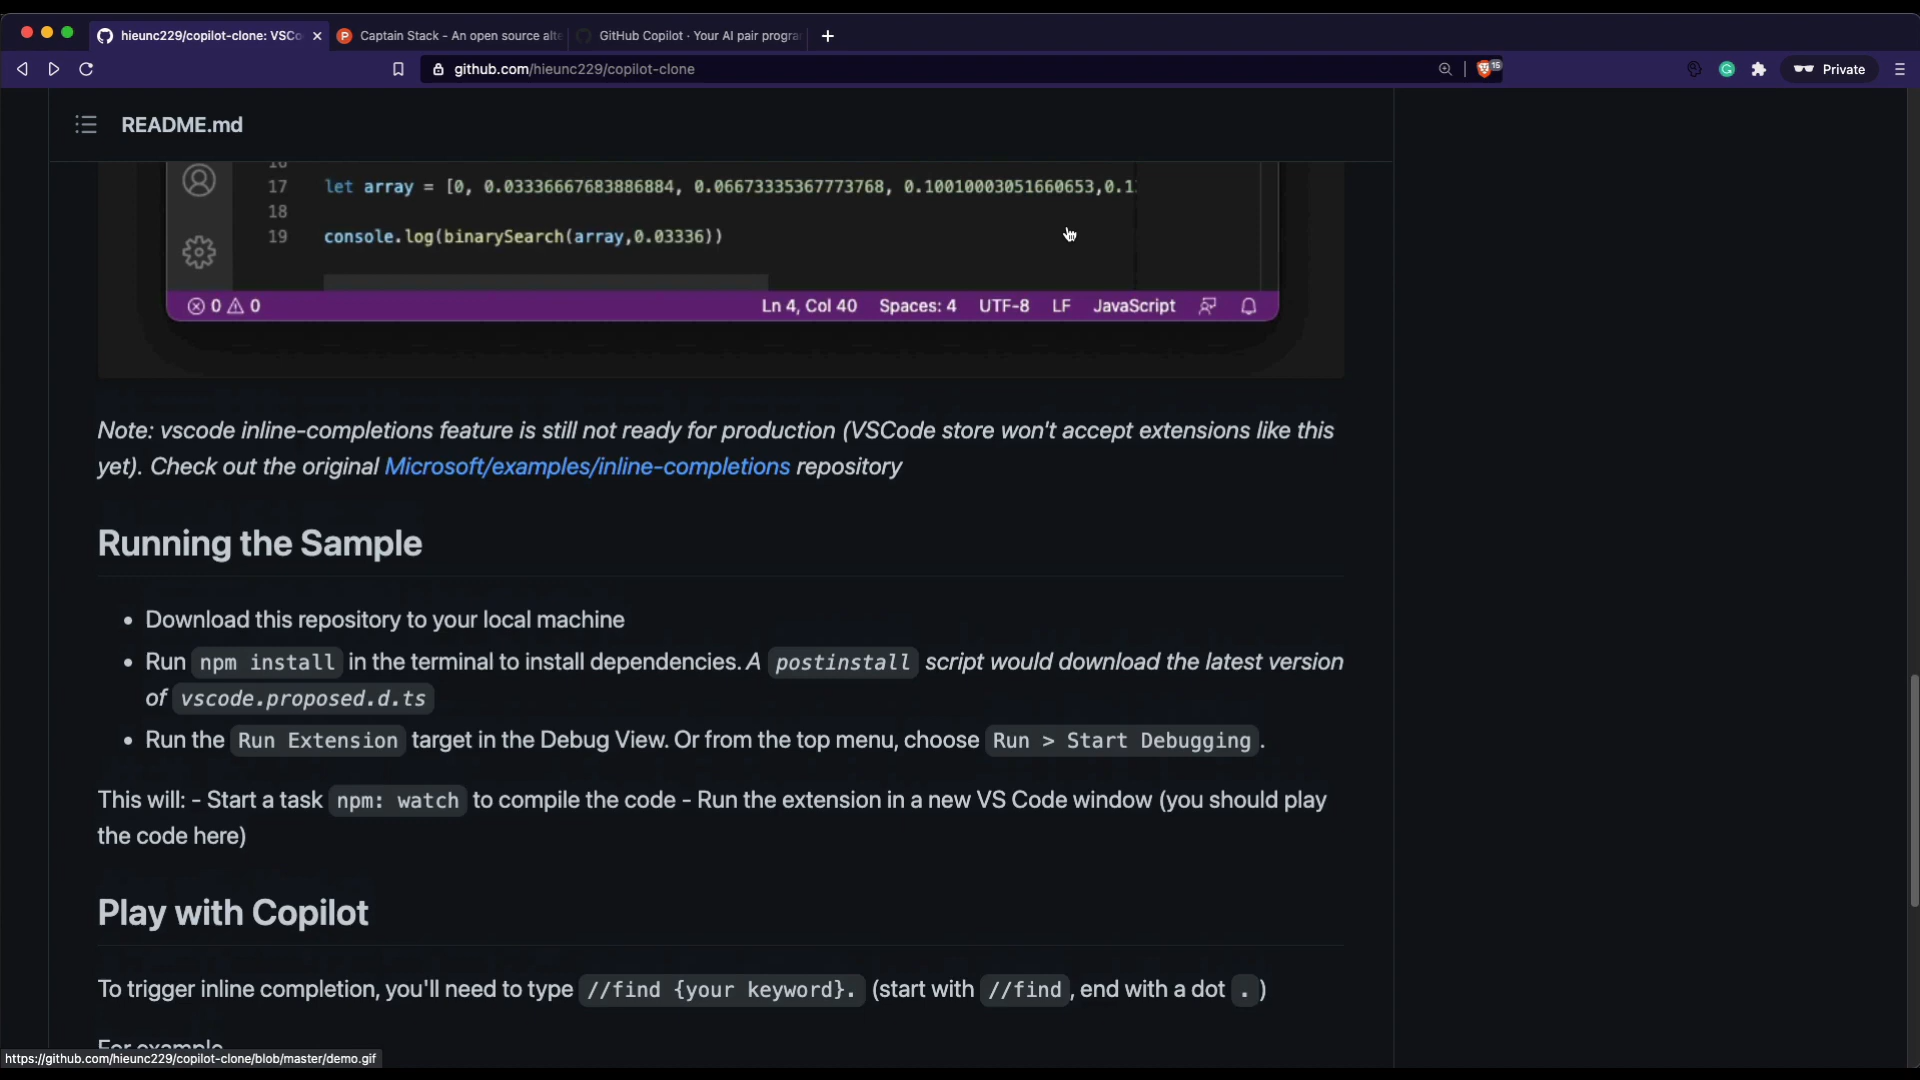 hieunc229/copilot-clone: VSCo
Captain Stack - An open source alte
GitHub Copilot · Your AI pair progra
github.com/hieunc229/copilot-clone
15
Private
README.md
17 let array = [0, 0.03336667683886884, 0.06673335367773768, 0.10010003051660653,0.1
18
19 console.log(binarySearch(array,0.03336))
0 0 Ln 4, Col 40 Spaces: 4 UTF-8 LF JavaScript
Note: vscode inline-completions feature is still not ready for production (VSCode store won't accept extensions like this
yet). Check out the original Microsoft/examples/inline-completions repository
Running the Sample
• Download this repository to your local machine
• Run npm install in the terminal to install dependencies. A postinstall script would download the latest version
of vscode.proposed.d.ts
• Run the Run Extension target in the Debug View. Or from the top menu, choose Run > Start Debugging.
This will: - Start a task npm: watch to compile the code - Run the extension in a new VS Code window (you should play
the code here)
Play with Copilot
To trigger inline completion, you'll need to type //find {your keyword}. (start with //find, end with a dot .)
For example
https://github.com/hieunc229/copilot-clone/blob/master/demo.gif